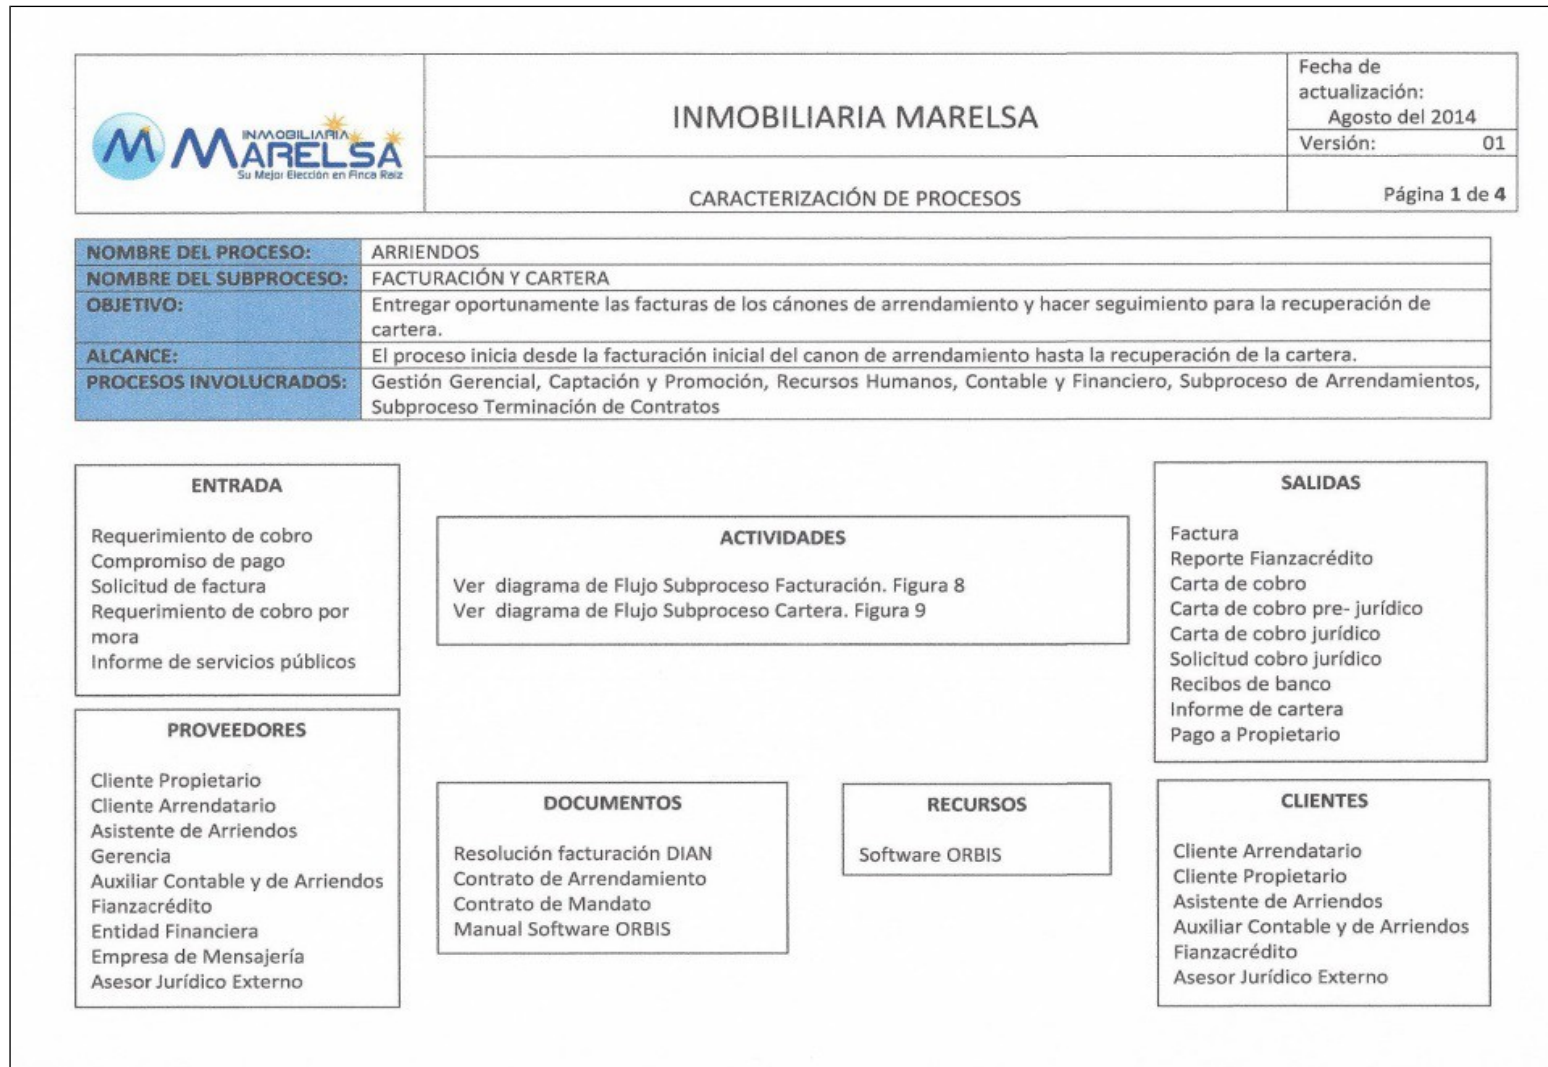 INMOBILIARIA
MARELSA
Su Mejor Elección en Finca Raiz
INMOBILIARIA MARELSA
CARACTERIZACIÓN DE PROCESOS
Fecha de
actualización:
Agosto del 2014
Versión: 01
Página 1 de 4
NOMBRE DEL PROCESO: ARRIENDOS
NOMBRE DEL SUBPROCESO: FACTURACIÓN Y CARTERA
OBJETIVO: Entregar oportunamente las facturas de los cánones de arrendamiento y hacer seguimiento para la recuperación de
cartera.
ALCANCE: El proceso inicia desde la facturación inicial del canon de arrendamiento hasta la recuperación de la cartera.
PROCESOS INVOLUCRADOS: Gestión Gerencial, Captación y Promoción, Recursos Humanos, Contable y Financiero, Subproceso de Arrendamientos,
Subproceso Terminación de Contratos
ENTRADA
Requerimiento de cobro
Compromiso de pago
Solicitud de factura
Requerimiento de cobro por
mora
Informe de servicios públicos
PROVEEDORES
Cliente Propietario
Cliente Arrendatario
Asistente de Arriendos
Gerencia
Auxiliar Contable y de Arriendos
Fianzacrédito
Entidad Financiera
Empresa de Mensajería
Asesor Jurídico Externo
ACTIVIDADES
Ver diagrama de Flujo Subproceso Facturación. Figura 8
Ver diagrama de Flujo Subproceso Cartera. Figura 9
DOCUMENTOS
Resolución facturación DIAN
Contrato de Arrendamiento
Contrato de Mandato
Manual Software ORBIS
RECURSOS
Software ORBIS
SALIDAS
Factura
Reporte Fianzacrédito
Carta de cobro
Carta de cobro pre- jurídico
Carta de cobro jurídico
Solicitud cobro jurídico
Recibos de banco
Informe de cartera
Pago a Propietario
CLIENTES
Cliente Arrendatario
Cliente Propietario
Asistente de Arriendos
Auxiliar Contable y de Arriendos
Fianzacrédito
Asesor Jurídico Externo